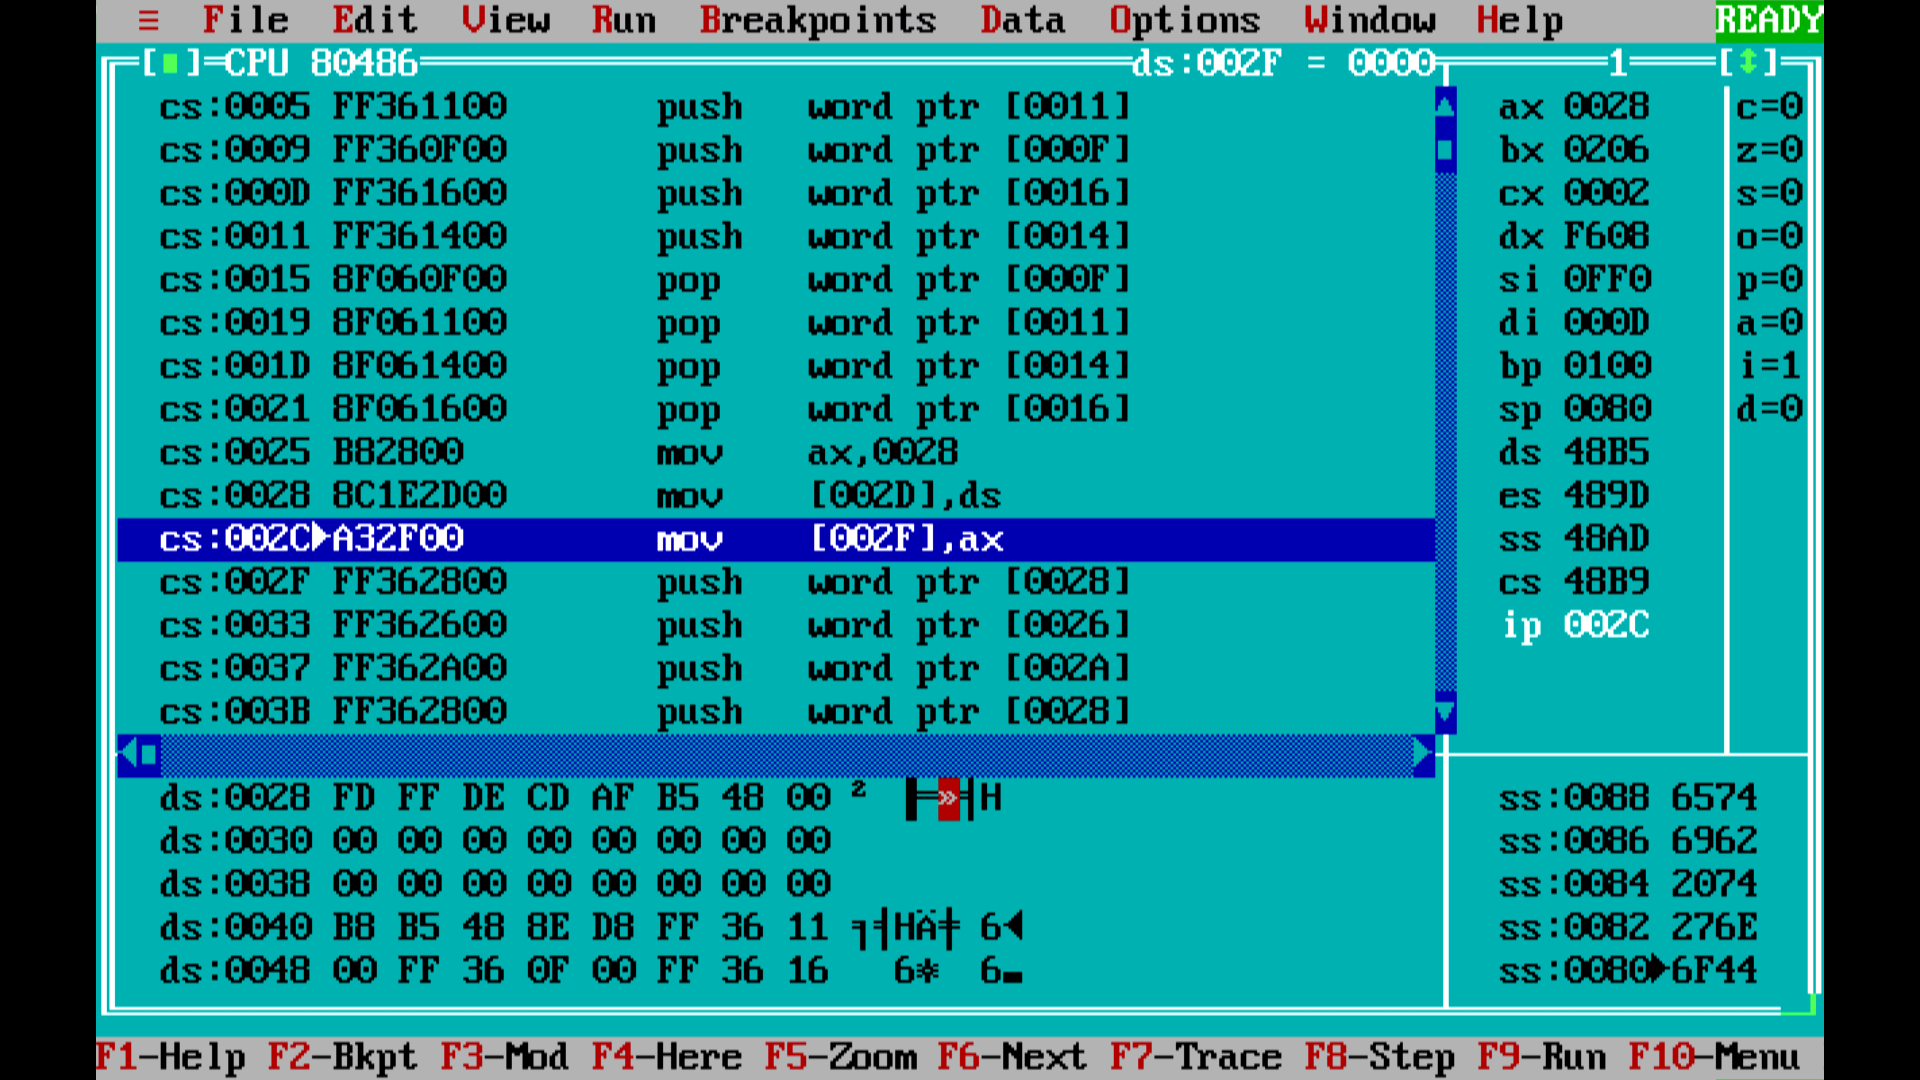 ≡ File Edit View Run Breakpoints Data Options Window Help READY
[■]=CPU 80486 ds:002F = 0000 1 [↕]
cs:0005 FF361100 push word ptr [0011] ax 0028 c=0
cs:0009 FF360F00 push word ptr [000F] bx 0206 z=0
cs:000D FF361600 push word ptr [0016] cx 0002 s=0
cs:0011 FF361400 push word ptr [0014] dx F608 o=0
cs:0015 8F060F00 pop word ptr [000F] si 0FF0 p=0
cs:0019 8F061100 pop word ptr [0011] di 000D a=0
cs:001D 8F061400 pop word ptr [0014] bp 0100 i=1
cs:0021 8F061600 pop word ptr [0016] sp 0080 d=0
cs:0025 B82800 mov ax,0028 ds 48B5
cs:0028 8C1E2D00 mov [002D],ds es 489D
cs:002C►A32F00 mov [002F],ax ss 48AD
cs:002F FF362800 push word ptr [0028] cs 48B9
cs:0033 FF362600 push word ptr [0026] ip 002C
cs:0037 FF362A00 push word ptr [002A]
cs:003B FF362800 push word ptr [0028]
ds:0028 FD FF DE CD AF B5 48 00 ² ▐═»╡H ss:0088 6574
ds:0030 00 00 00 00 00 00 00 00 ss:0086 6962
ds:0038 00 00 00 00 00 00 00 00 ss:0084 2074
ds:0040 B8 B5 48 8E D8 FF 36 11 ╕╡HÄ╪ 6◄ ss:0082 276E
ds:0048 00 FF 36 0F 00 FF 36 16 6☼ 6▬ ss:0080►6F44
F1-Help F2-Bkpt F3-Mod F4-Here F5-Zoom F6-Next F7-Trace F8-Step F9-Run F10-Menu